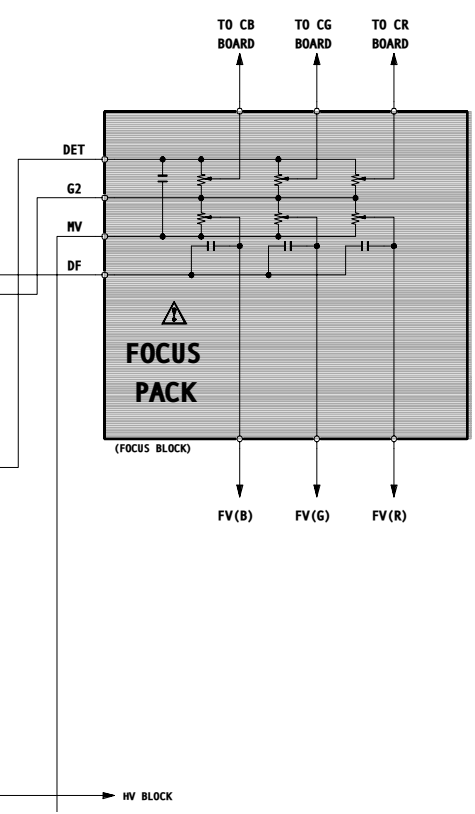 TO CB
BOARD
TO CG
BOARD
TO CR
BOARD
DET
G2
MV
DF
FOCUS
PACK
(FOCUS BLOCK)
FV(B)
FV(G)
FV(R)
HV BLOCK